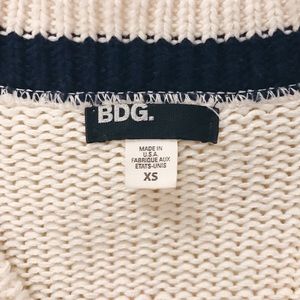 BDG.
MADE IN
U.S.A.
FABRIQUE AUX
ETATS-UNIS
XS